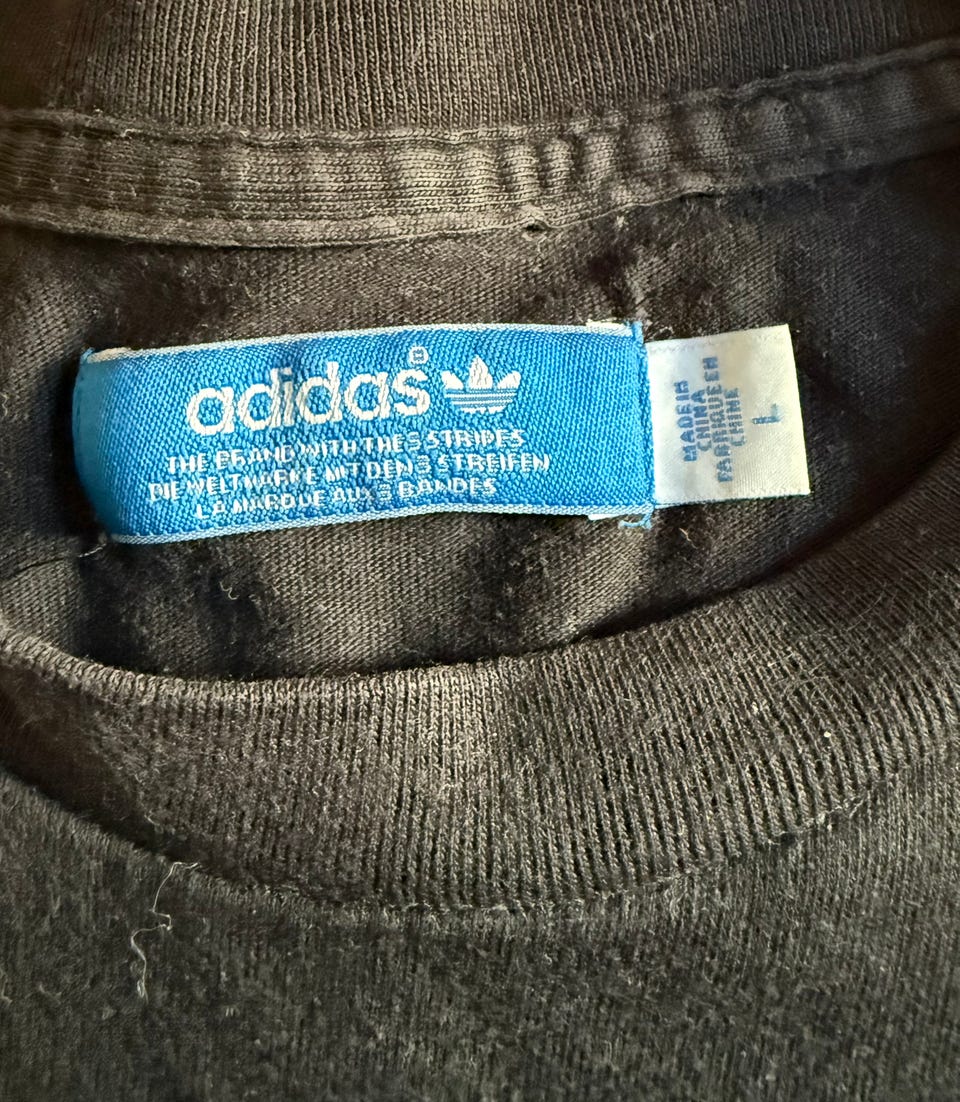 adidas®
THE BRAND WITH THE 3 STRIPES
DIE WELTMARKE MIT DEN 3 STREIFEN
LA MARQUE AUX 3 BANDES
MADE IN
CHINA
FABRIQUE EN
CHINE
L